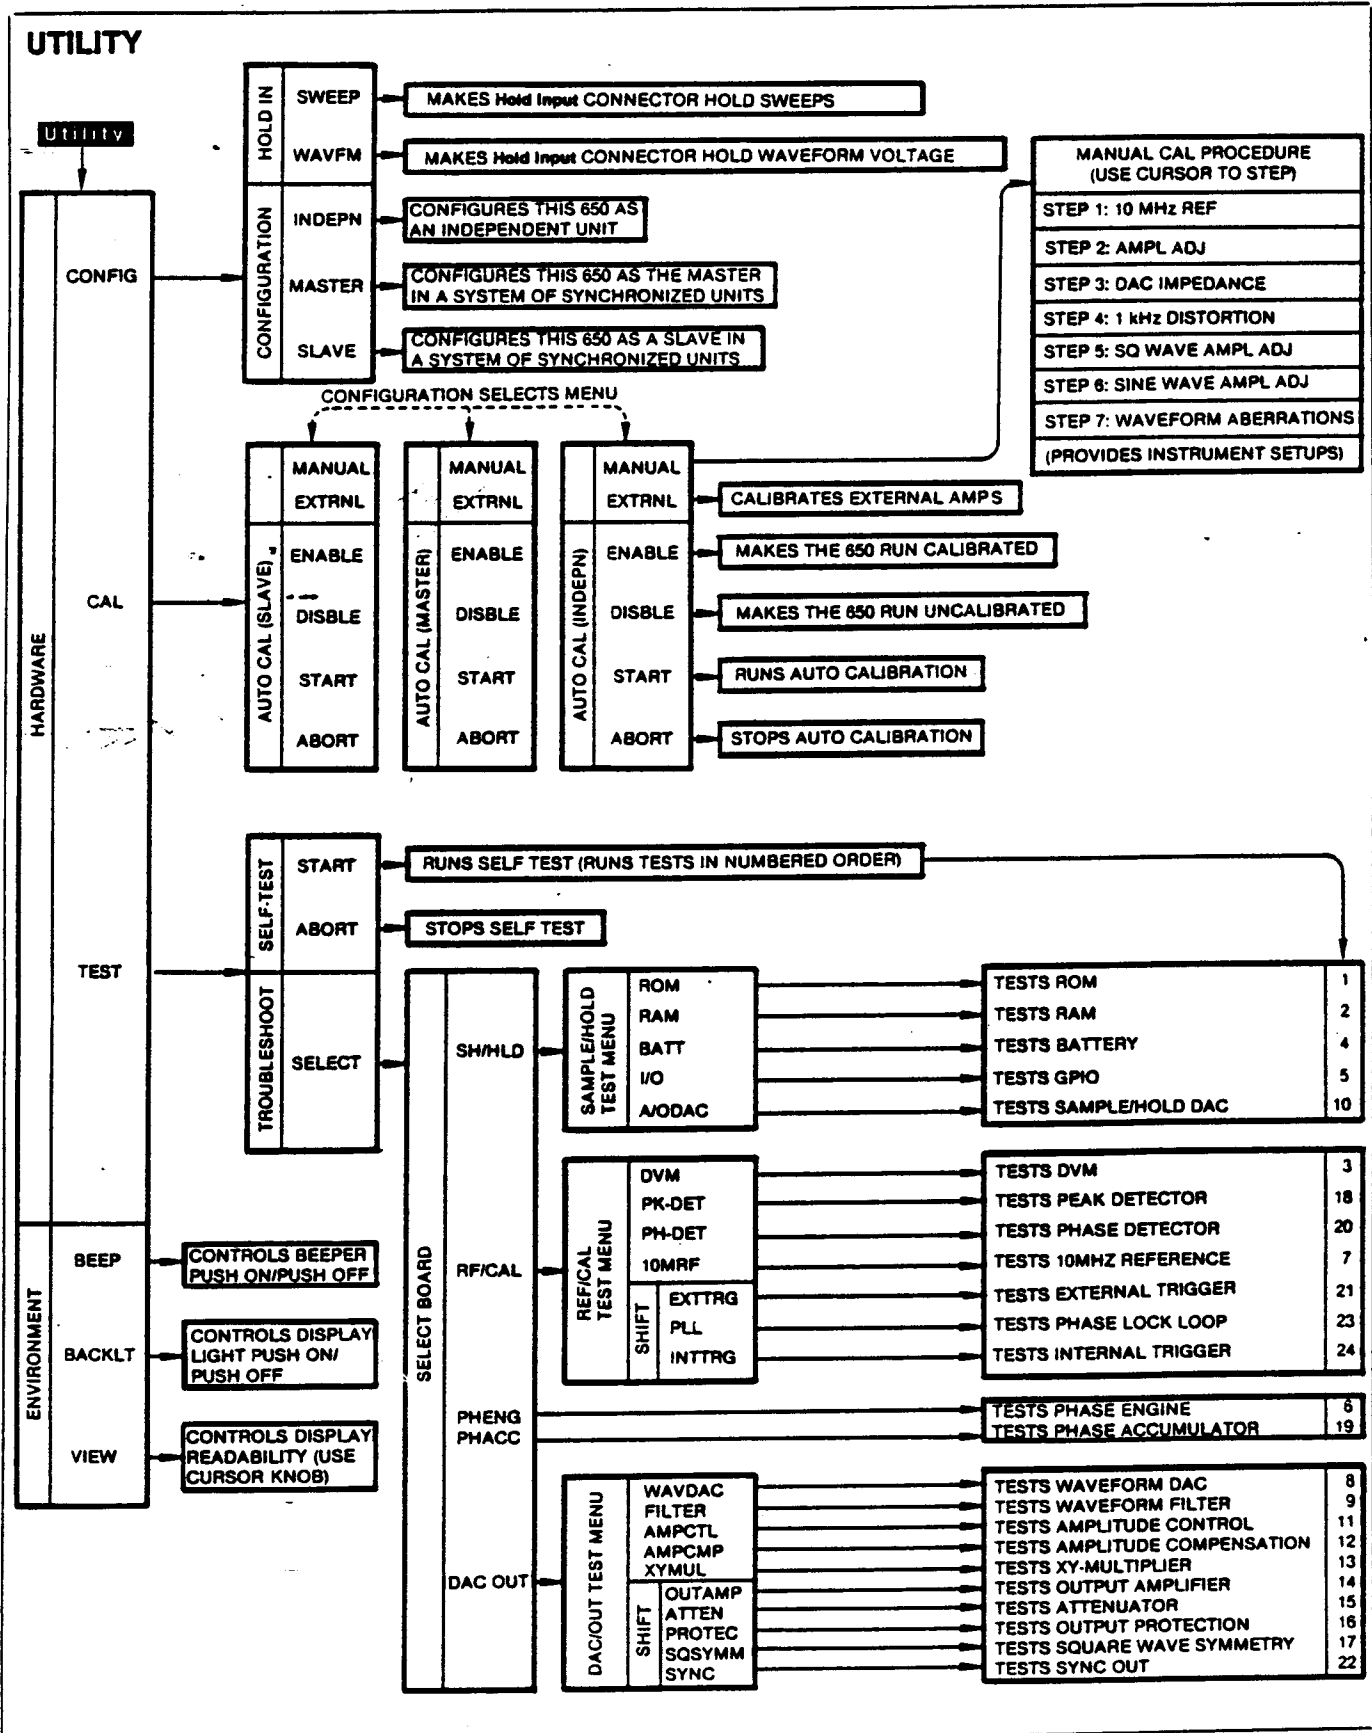 UTILITY
Utility
HARDWARE
CONFIG
CAL
TEST
ENVIRONMENT
BEEP
BACKLT
VIEW
CONTROLS BEEPER
PUSH ON/PUSH OFF
CONTROLS DISPLAY
LIGHT PUSH ON/
PUSH OFF
CONTROLS DISPLAY
READABILITY (USE
CURSOR KNOB)
HOLD IN
SWEEP
MAKES Hold Input CONNECTOR HOLD SWEEPS
WAVFM
MAKES Hold Input CONNECTOR HOLD WAVEFORM VOLTAGE
CONFIGURATION
INDEPN
CONFIGURES THIS 650 AS
AN INDEPENDENT UNIT
MASTER
CONFIGURES THIS 650 AS THE MASTER
IN A SYSTEM OF SYNCHRONIZED UNITS
SLAVE
CONFIGURES THIS 650 AS A SLAVE IN
A SYSTEM OF SYNCHRONIZED UNITS
CONFIGURATION SELECTS MENU
AUTO CAL (SLAVE)
MANUAL
EXTRNL
ENABLE
DISBLE
START
ABORT
AUTO CAL (MASTER)
MANUAL
EXTRNL
ENABLE
DISBLE
START
ABORT
AUTO CAL (INDEPN)
MANUAL
EXTRNL
ENABLE
DISBLE
START
ABORT
CALIBRATES EXTERNAL AMPS
MAKES THE 650 RUN CALIBRATED
MAKES THE 650 RUN UNCALIBRATED
RUNS AUTO CALIBRATION
STOPS AUTO CALIBRATION
MANUAL CAL PROCEDURE
(USE CURSOR TO STEP)
STEP 1: 10 MHz REF
STEP 2: AMPL ADJ
STEP 3: DAC IMPEDANCE
STEP 4: 1 kHz DISTORTION
STEP 5: SQ WAVE AMPL ADJ
STEP 6: SINE WAVE AMPL ADJ
STEP 7: WAVEFORM ABERRATIONS
(PROVIDES INSTRUMENT SETUPS)
SELF-TEST
START
RUNS SELF TEST (RUNS TESTS IN NUMBERED ORDER)
ABORT
STOPS SELF TEST
TROUBLESHOOT
SELECT
SELECT BOARD
SH/HLD
RF/CAL
PHENG
PHACC
DAC OUT
SAMPLE/HOLD
TEST MENU
ROM
TESTS ROM 1
RAM
TESTS RAM 2
BATT
TESTS BATTERY 4
I/O
TESTS GPIO 5
A/ODAC
TESTS SAMPLE/HOLD DAC 10
REF/CAL
TEST MENU
DVM
TESTS DVM 3
PK-DET
TESTS PEAK DETECTOR 18
PH-DET
TESTS PHASE DETECTOR 20
10MRF
TESTS 10MHZ REFERENCE 7
SHIFT
EXTTRG
TESTS EXTERNAL TRIGGER 21
PLL
TESTS PHASE LOCK LOOP 23
INTTRG
TESTS INTERNAL TRIGGER 24
TESTS PHASE ENGINE 6
TESTS PHASE ACCUMULATOR 19
DAC/OUT TEST MENU
WAVDAC
TESTS WAVEFORM DAC 8
FILTER
TESTS WAVEFORM FILTER 9
AMPCTL
TESTS AMPLITUDE CONTROL 11
AMPCMP
TESTS AMPLITUDE COMPENSATION 12
XYMUL
TESTS XY-MULTIPLIER 13
SHIFT
OUTAMP
TESTS OUTPUT AMPLIFIER 14
ATTEN
TESTS ATTENUATOR 15
PROTEC
TESTS OUTPUT PROTECTION 16
SQSYMM
TESTS SQUARE WAVE SYMMETRY 17
SYNC
TESTS SYNC OUT 22